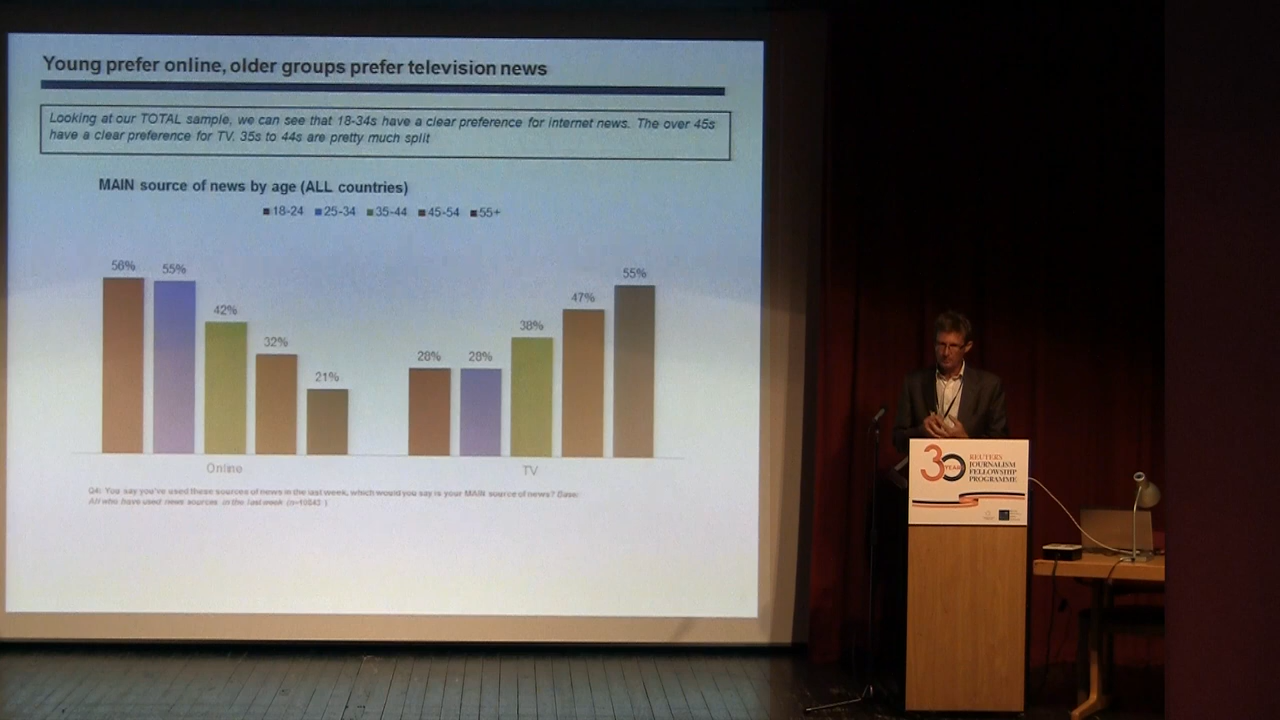 Young prefer online, older groups prefer television news
Looking at our TOTAL sample, we can see that 18-34s have a clear preference for internet news. The over 45s
have a clear preference for TV. 35s to 44s are pretty much split
MAIN source of news by age (ALL countries)
18-24 25-34 35-44 45-54 55+
56% 55% 42% 32% 21%
28% 28% 38% 47% 55%
Online TV
Q4: You say you've used these sources of news in the last week, which would you say is your MAIN source of news? Base:
All who have used news sources in the last week
30 YEAR
REUTERS
JOURNALISM
FELLOWSHIP
PROGRAMME